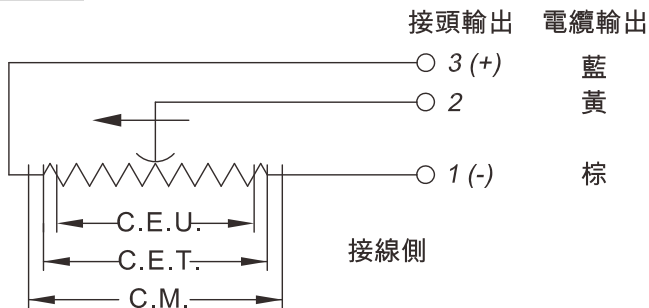 接頭輸出 電纜輸出
3 (+) 藍
2 黃
1 (-) 棕
C.E.U.
C.E.T.
接線側
C.M.